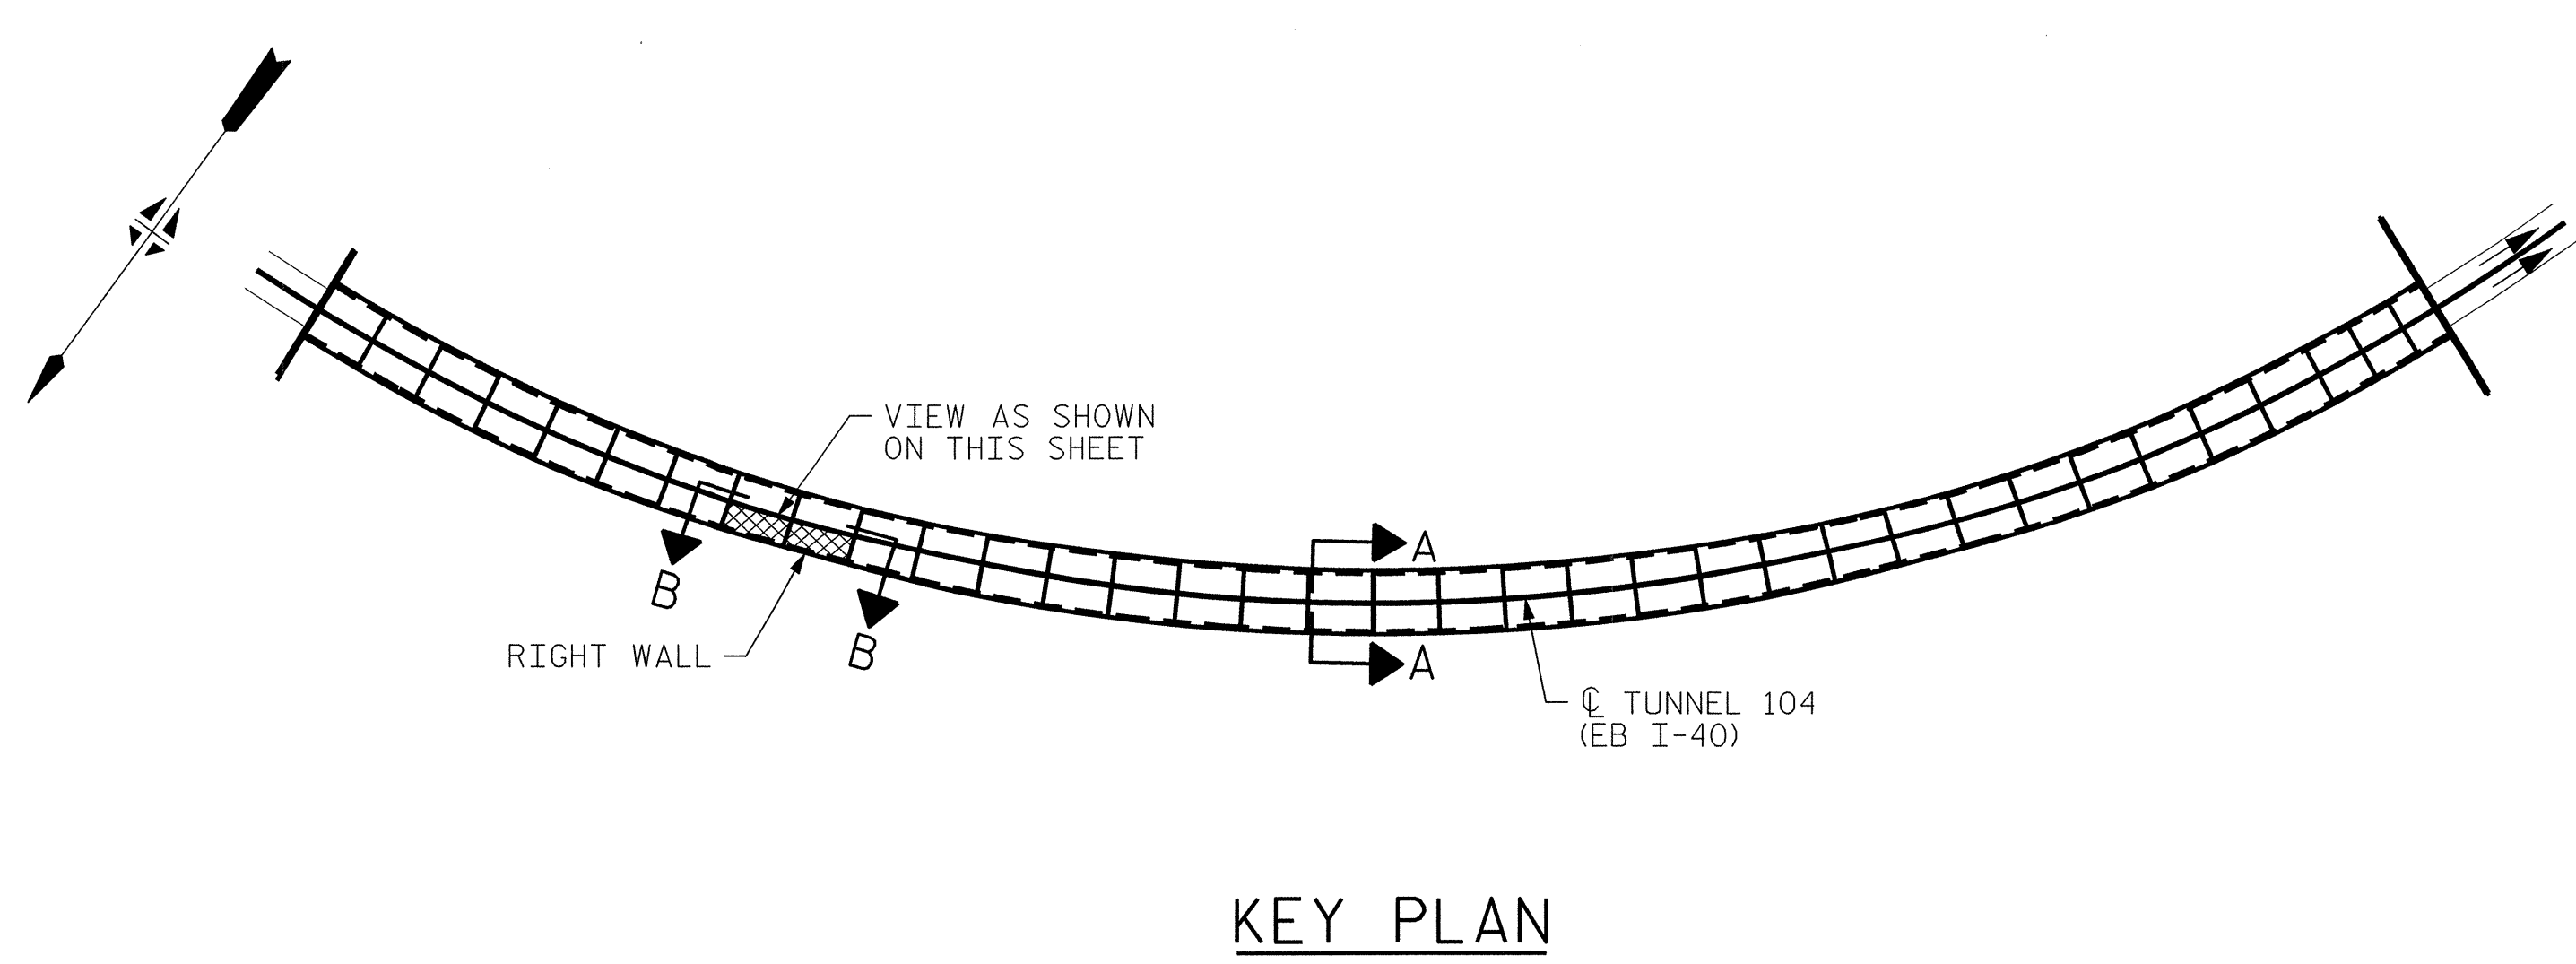 VIEW AS SHOWN
ON THIS SHEET
A
B
B
RIGHT WALL
A
℄ TUNNEL 104
(EB I-40)
KEY PLAN